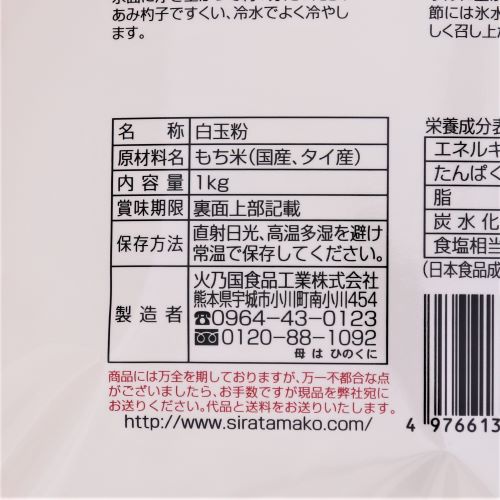 あみ杓子ですくい、冷水でよく冷やし
ます。
節には氷水
しく召し上
名 称 白玉粉
原材料名 もち米(国産、タイ産)
内容量 1kg
賞味期限 裏面上部記載
保存方法 直射日光、高温多湿を避け
常温で保存してください。
製造者 火乃国食品工業株式会社
熊本県宇城市小川町南小川454
☎0964-43-0123
0120-88-1092
母 は ひのくに
商品には万全を期しておりますが、万一不都合な点
がございましたら、お手数ですが現品を弊社宛に
お送りください。代品と送料をお送りいたします。
http://www.siratamako.com/
栄養成分表
エネルギ
たんぱく
脂
炭水化
食塩相当
(日本食品成
4 976613